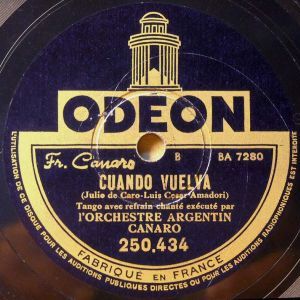 ODEON
Fr. Canaro
B
BA 7280
CUANDO VUELVA
(Julio de Caro-Luis Cesar Amadori)
Tango avec refrain chanté exécuté par
l'ORCHESTRE ARGENTIN
CANARO
250,434
FABRIQUÉ EN FRANCE
L'UTILISATION DE CE DISQUE POUR LES AUDITIONS PUBLIQUES DIRECTES OU POUR LES AUDITIONS RADIOPHONIQUES EST INTERDITE